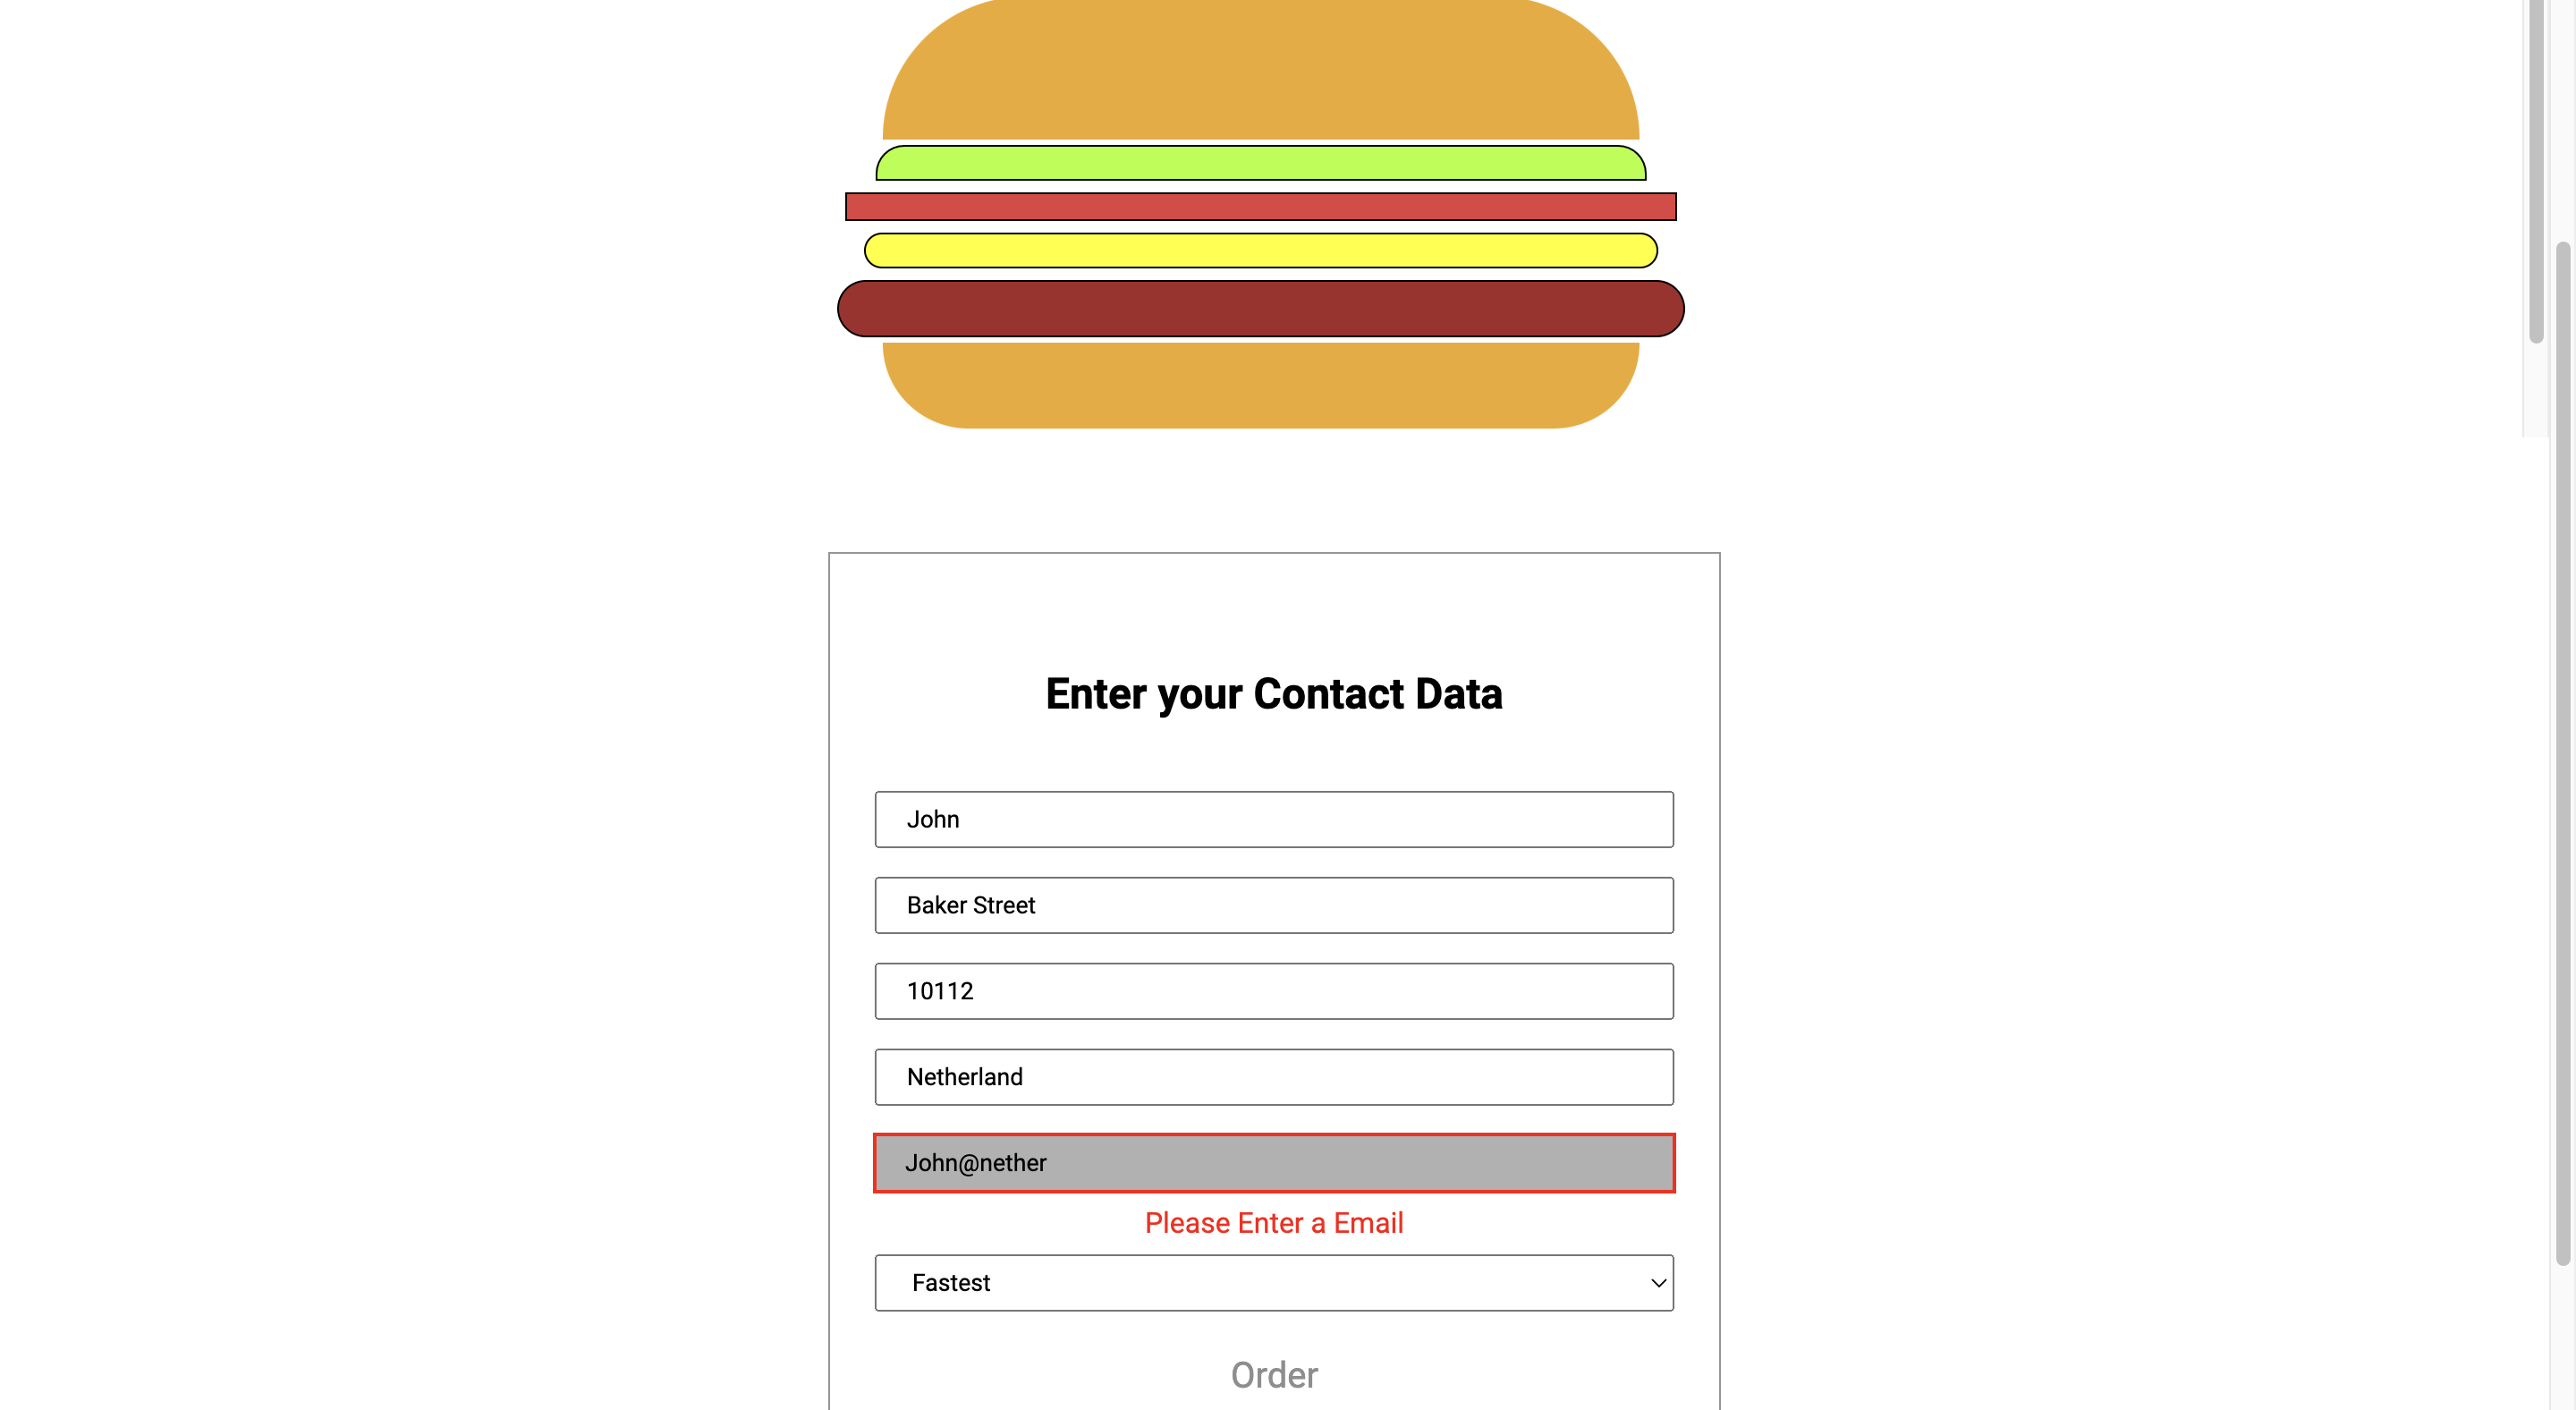 Enter your Contact Data
John
Baker Street
10112
Netherland
John@nether
Please Enter a Email
Fastest
Order